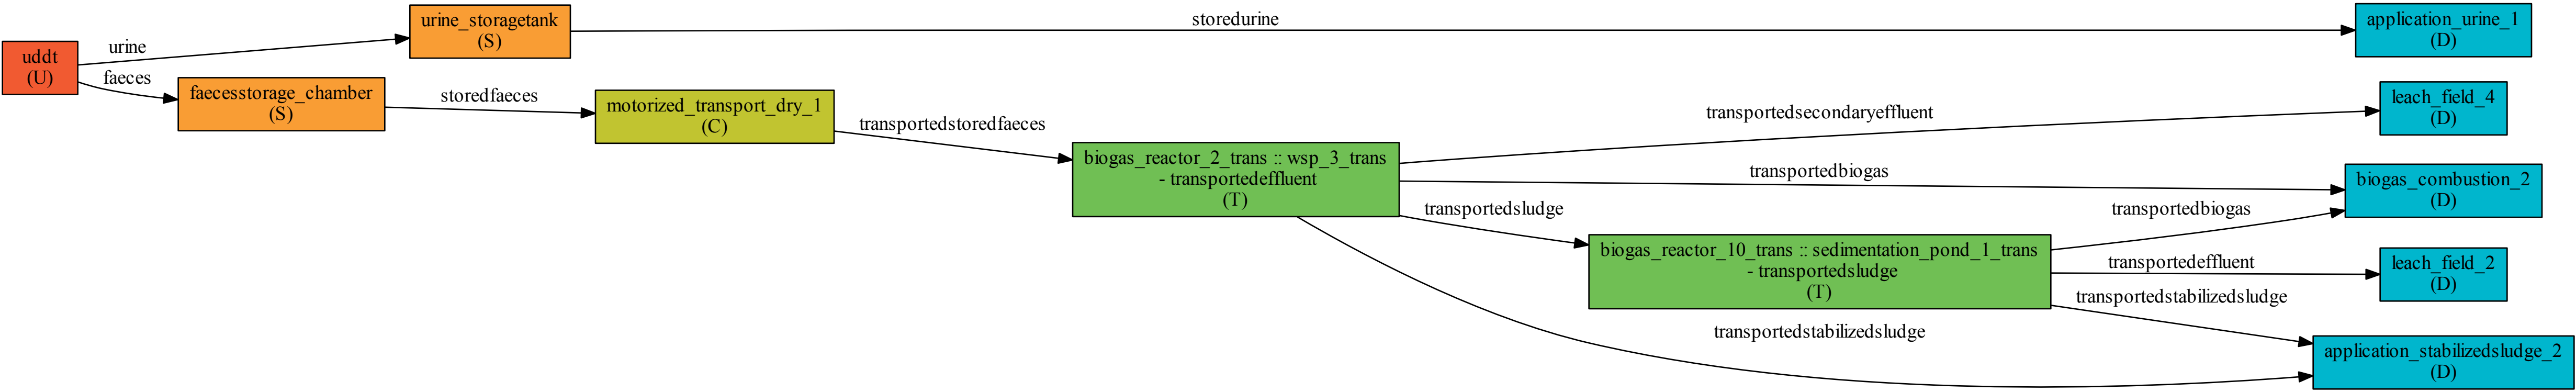 uddt
(U)
urine
faeces
urine_storagetank
(S)
faecesstorage_chamber
(S)
storedurine
storedfaeces
motorized_transport_dry_1
(C)
transportedstoredfaeces
biogas_reactor_2_trans :: wsp_3_trans
- transportedeffluent
(T)
transportedsecondaryeffluent
transportedbiogas
transportedsludge
transportedstabilizedsludge
biogas_reactor_10_trans :: sedimentation_pond_1_trans
- transportedsludge
(T)
transportedbiogas
transportedeffluent
transportedstabilizedsludge
application_urine_1
(D)
leach_field_4
(D)
biogas_combustion_2
(D)
leach_field_2
(D)
application_stabilizedsludge_2
(D)